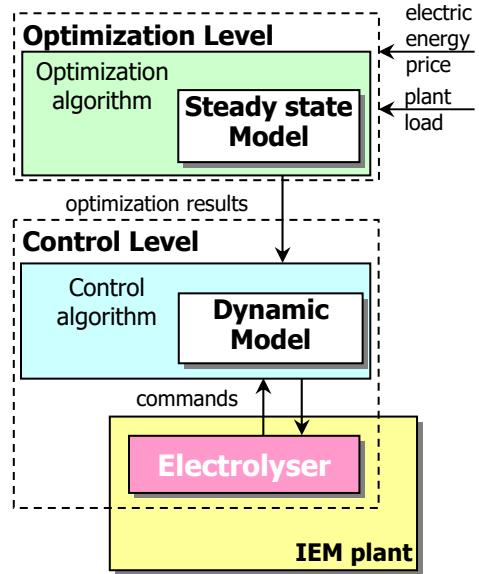 Optimization Level
electric
energy
price
Optimization
algorithm
Steady state
Model
plant
load
optimization results
Control Level
Control
algorithm
Dynamic
Model
commands
Electrolyser
IEM plant